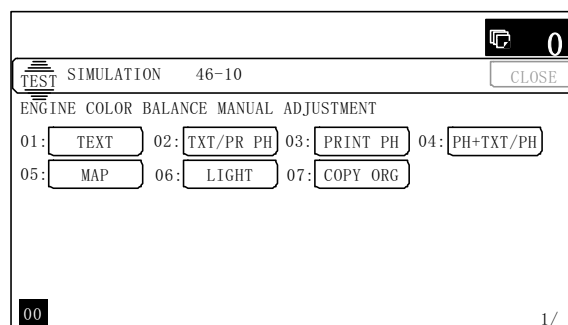 0
TEST SIMULATION 46-10 CLOSE
ENGINE COLOR BALANCE MANUAL ADJUSTMENT
01: TEXT 02: TXT/PR PH 03: PRINT PH 04: PH+TXT/PH
05: MAP 06: LIGHT 07: COPY ORG
00 1/